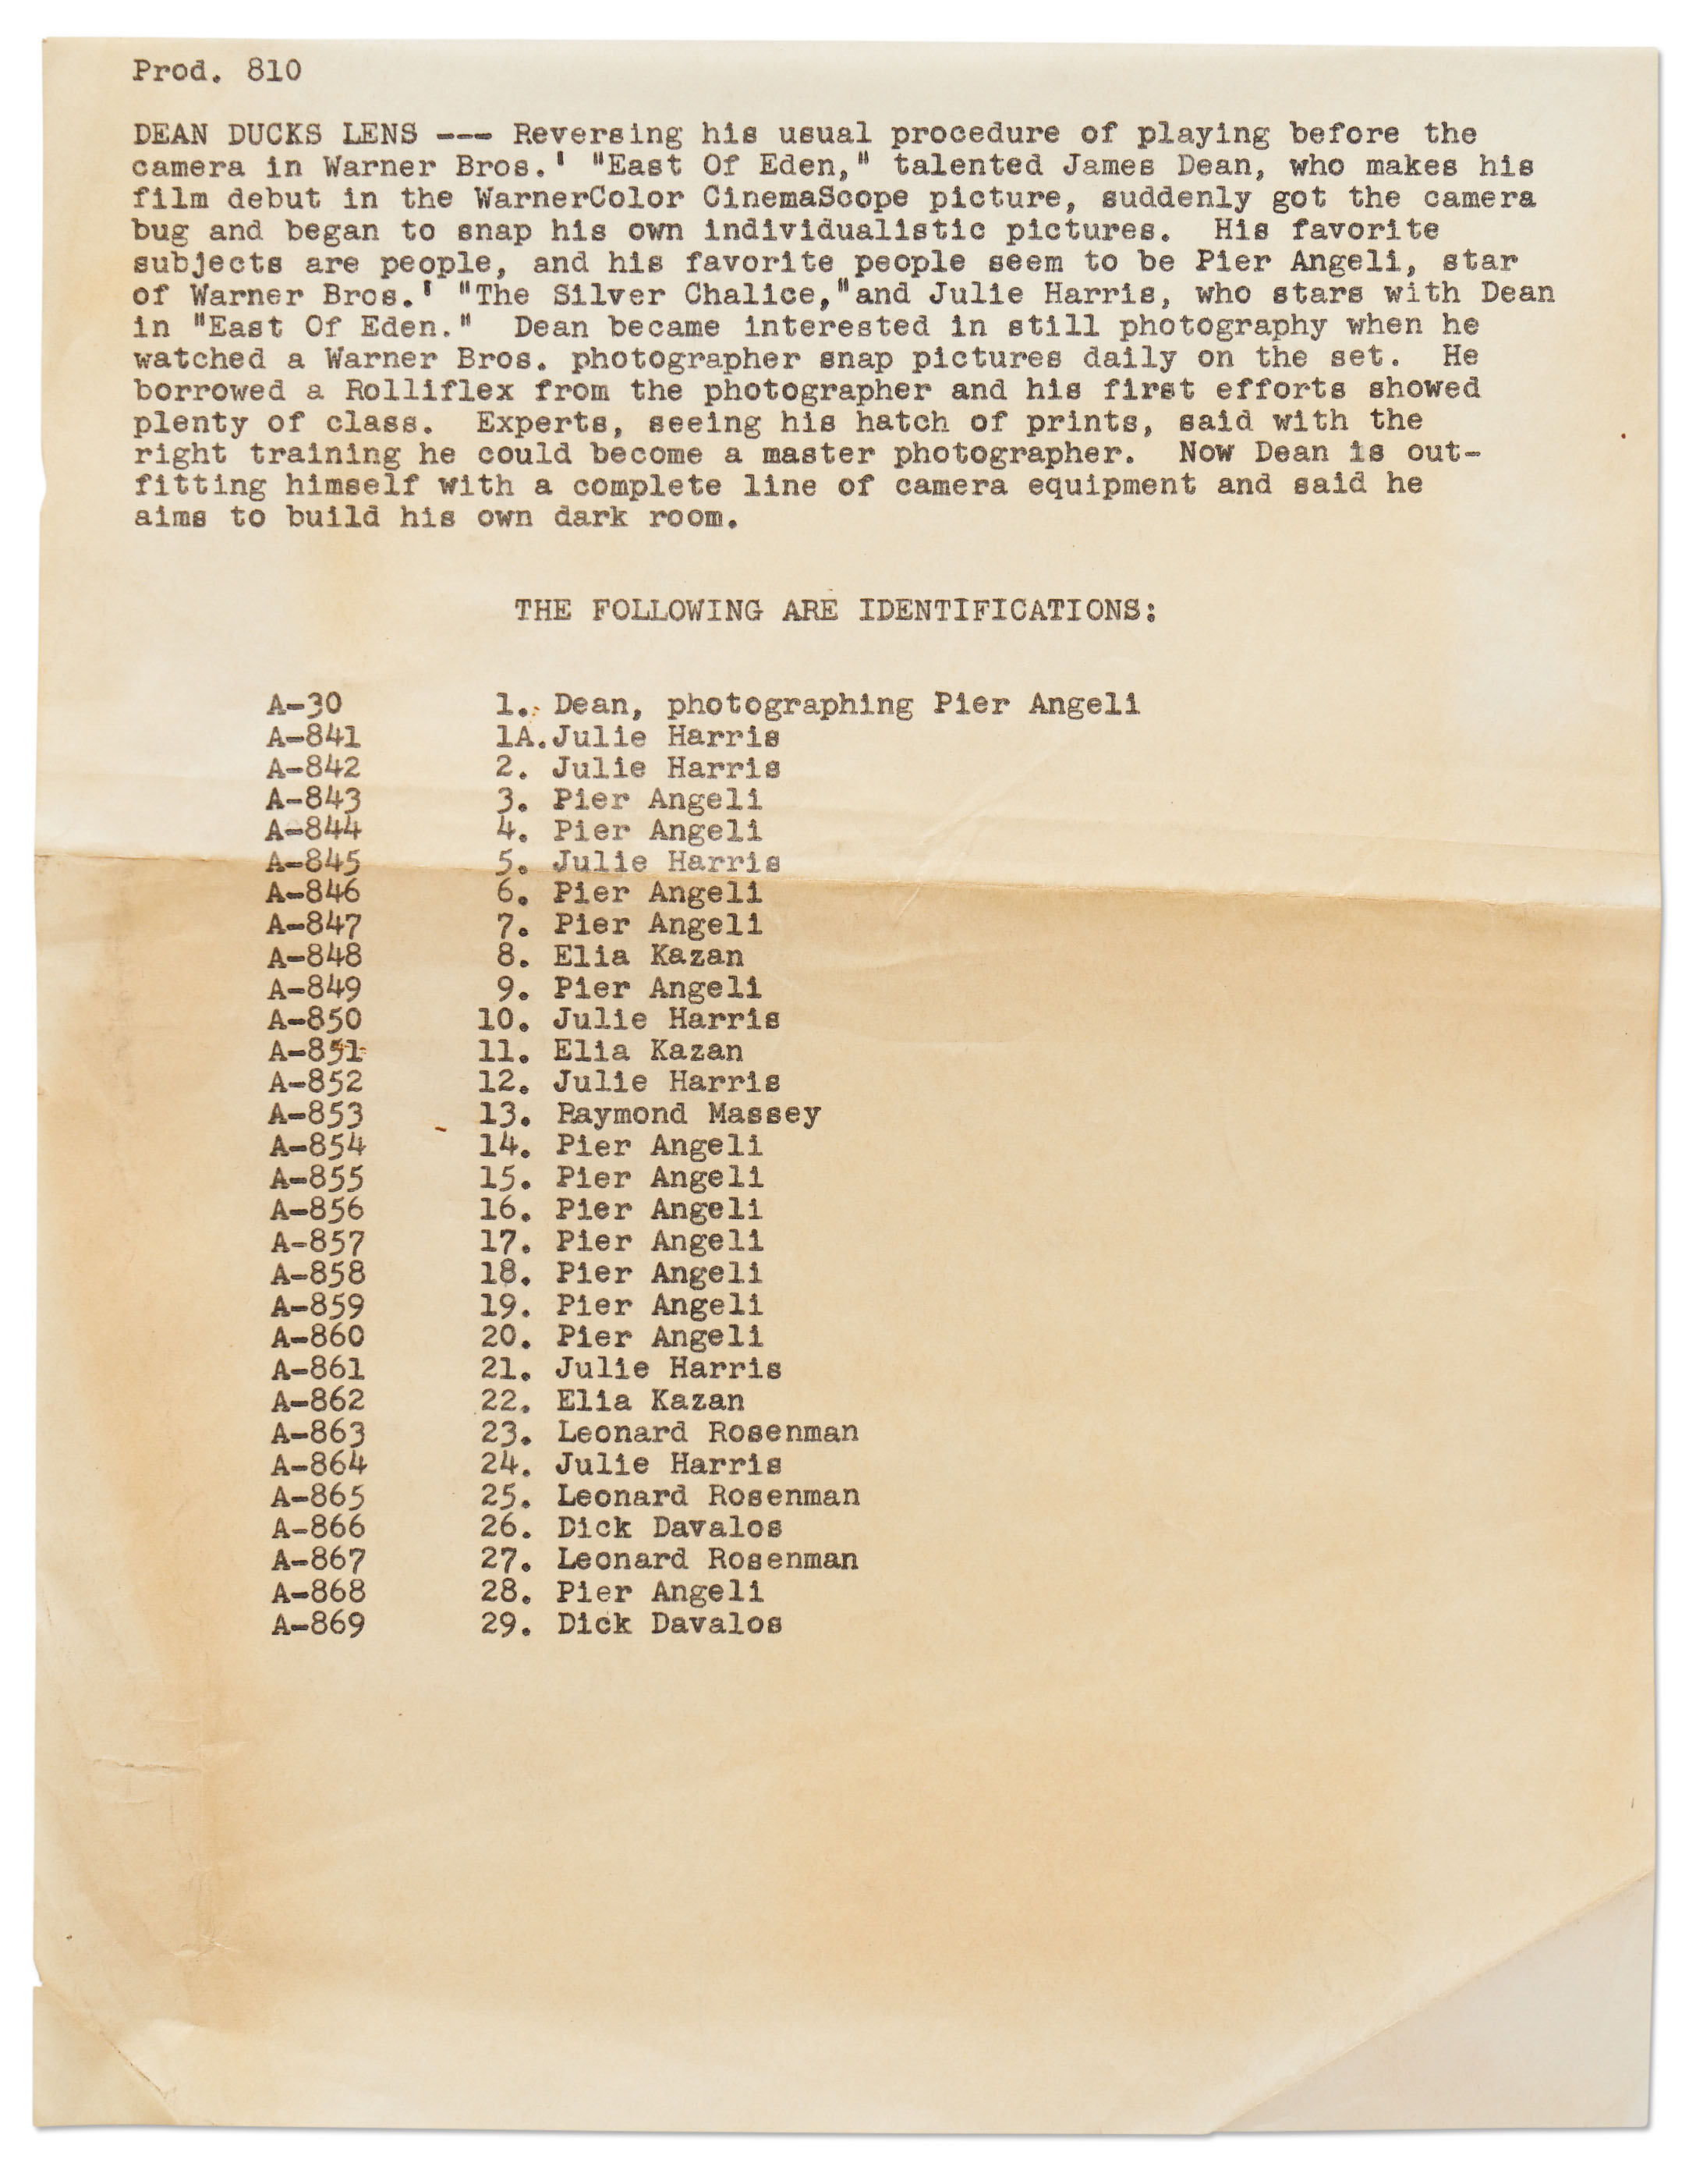 Prod. 810
DEAN DUCKS LENS --- Reversing his usual procedure of playing before the
camera in Warner Bros.' "East Of Eden," talented James Dean, who makes his
film debut in the WarnerColor CinemaScope picture, suddenly got the camera
bug and began to snap his own individualistic pictures. His favorite
subjects are people, and his favorite people seem to be Pier Angeli, star
of Warner Bros.' "The Silver Chalice,"and Julie Harris, who stars with Dean
in "East Of Eden." Dean became interested in still photography when he
watched a Warner Bros. photographer snap pictures daily on the set. He
borrowed a Rolliflex from the photographer and his first efforts showed
plenty of class. Experts, seeing his hatch of prints, said with the
right training he could become a master photographer. Now Dean is out-
fitting himself with a complete line of camera equipment and said he
aims to build his own dark room.
THE FOLLOWING ARE IDENTIFICATIONS:
A-30 1. Dean, photographing Pier Angeli
A-841 1A.Julie Harris
A-842 2. Julie Harris
A-843 3. Pier Angeli
A-844 4. Pier Angeli
A-845 5. Julie Harris
A-846 6. Pier Angeli
A-847 7. Pier Angeli
A-848 8. Elia Kazan
A-849 9. Pier Angeli
A-850 10. Julie Harris
A-851 11. Elia Kazan
A-852 12. Julie Harris
A-853 13. Raymond Massey
A-854 14. Pier Angeli
A-855 15. Pier Angeli
A-856 16. Pier Angeli
A-857 17. Pier Angeli
A-858 18. Pier Angeli
A-859 19. Pier Angeli
A-860 20. Pier Angeli
A-861 21. Julie Harris
A-862 22. Elia Kazan
A-863 23. Leonard Rosenman
A-864 24. Julie Harris
A-865 25. Leonard Rosenman
A-866 26. Dick Davalos
A-867 27. Leonard Rosenman
A-868 28. Pier Angeli
A-869 29. Dick Davalos